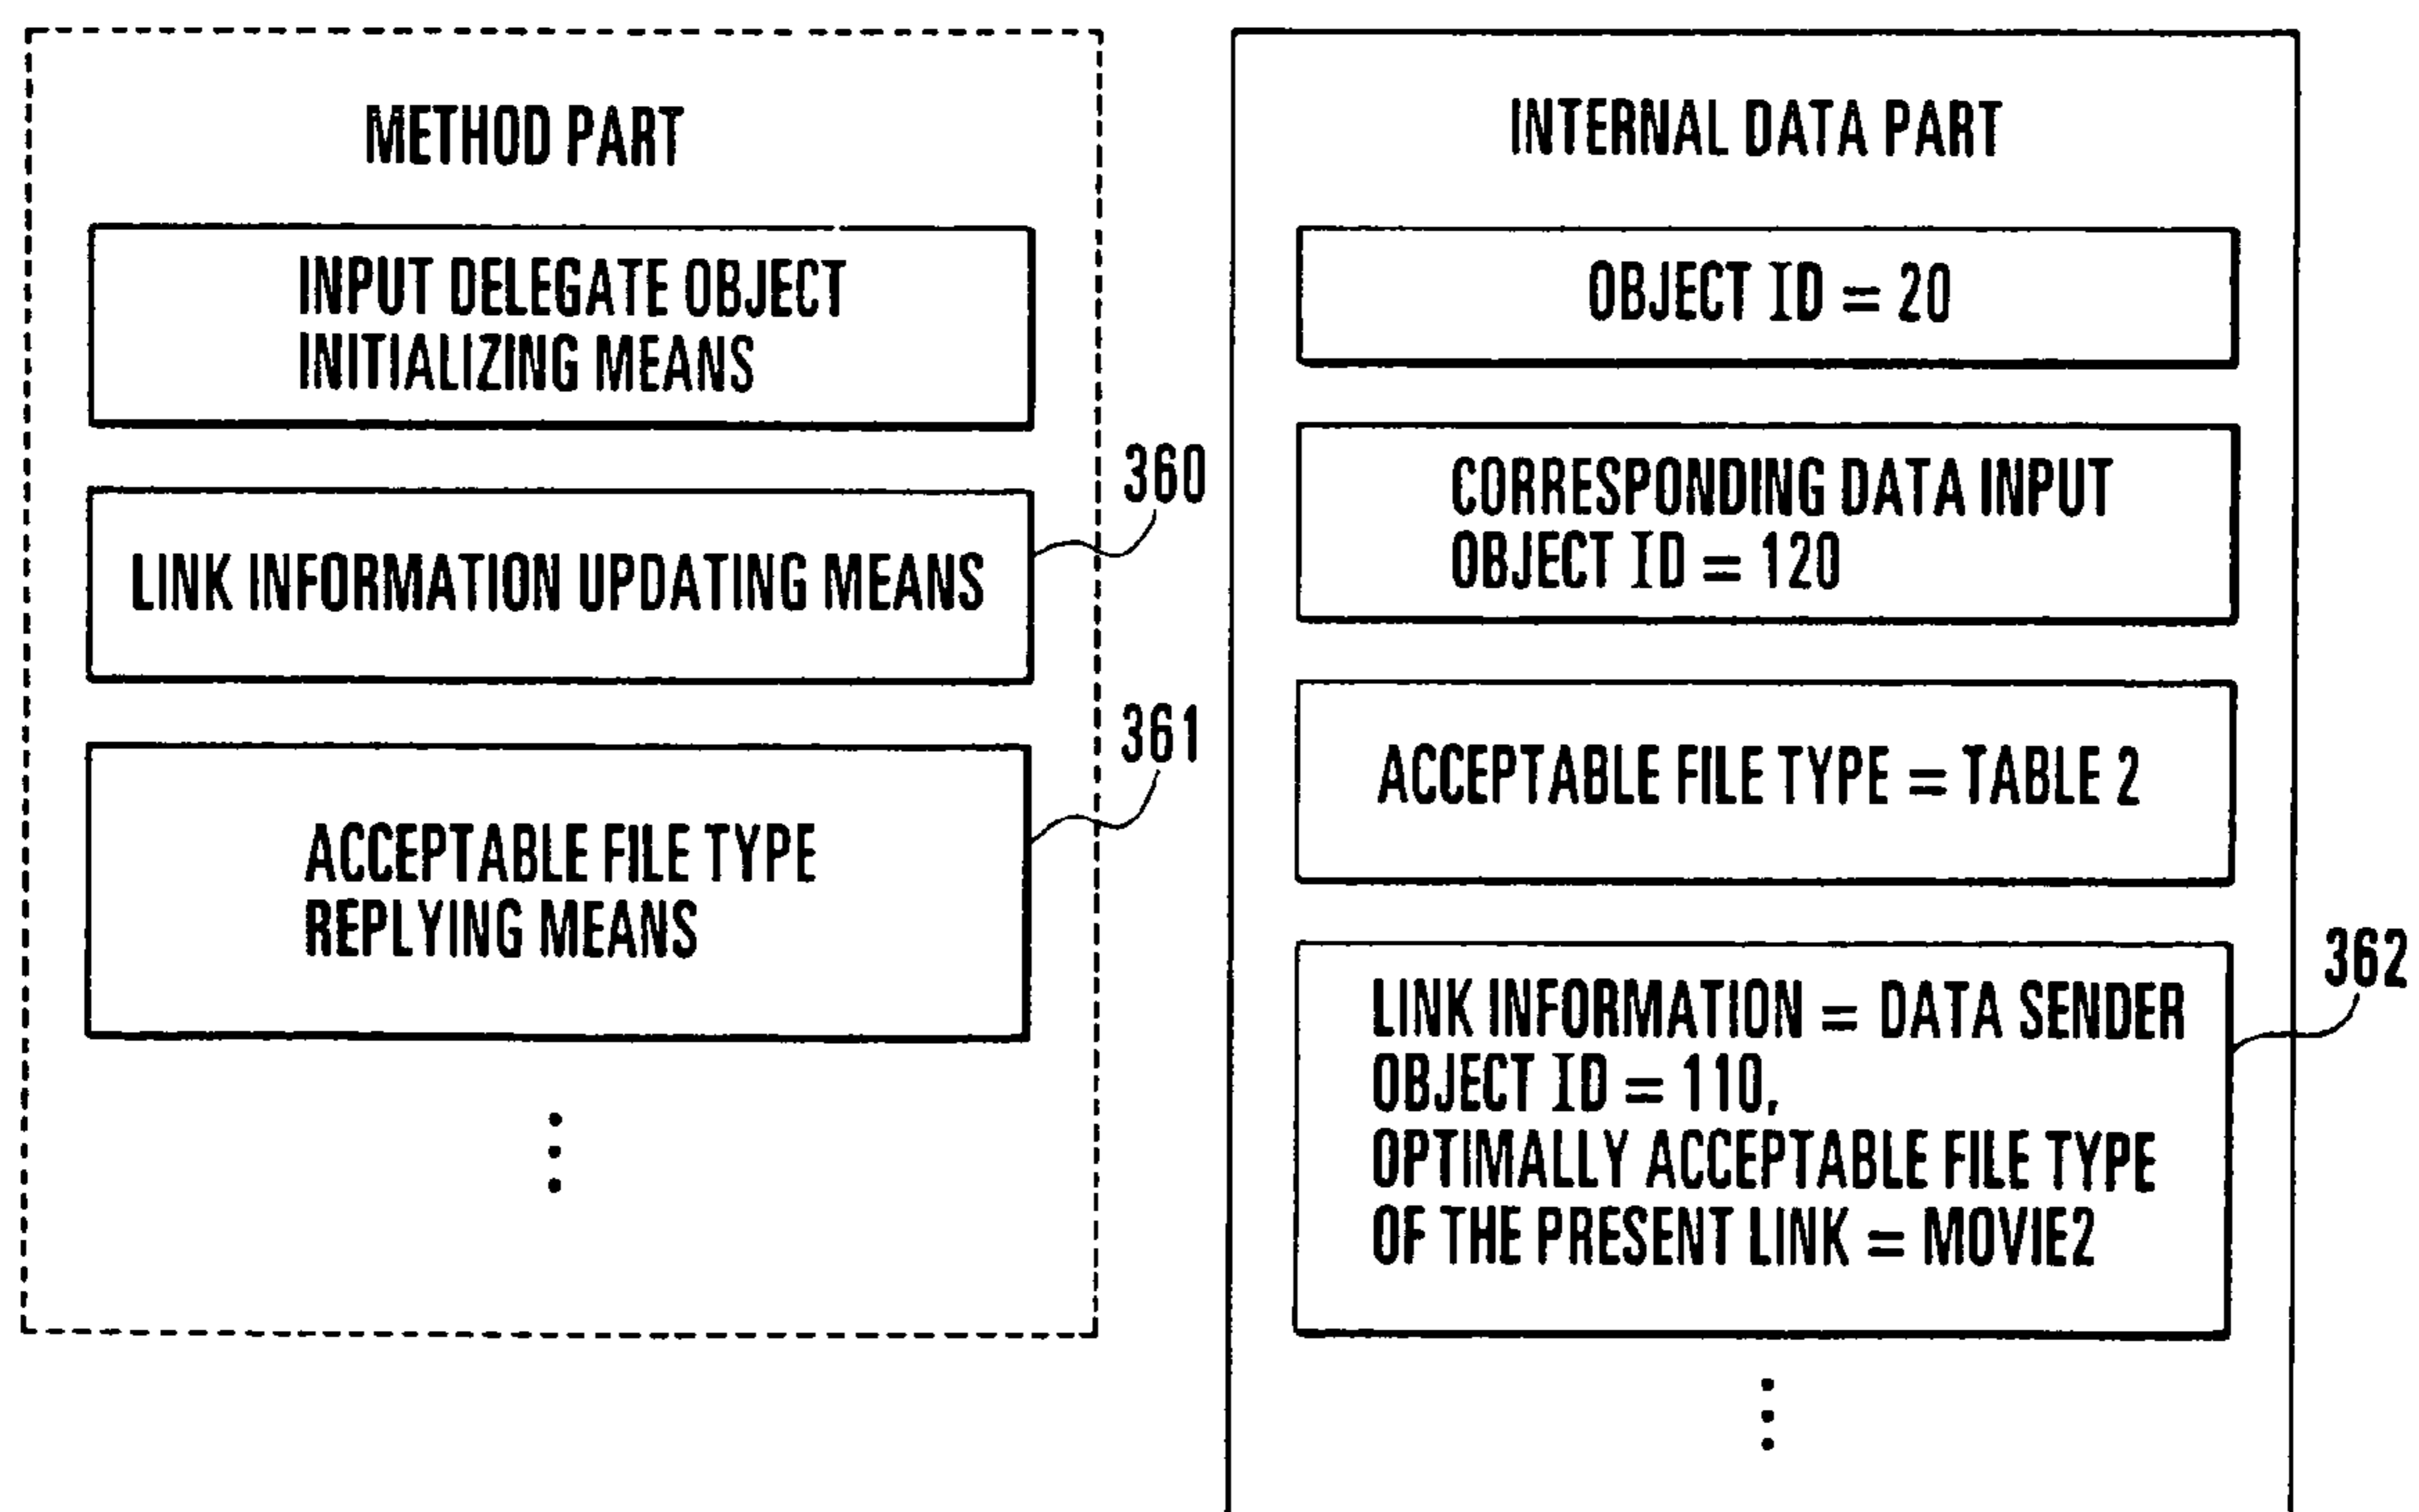 METHOD PART
INPUT DELEGATE OBJECT
INITIALIZING MEANS
360
LINK INFORMATION UPDATING MEANS
361
ACCEPTABLE FILE TYPE
REPLYING MEANS
INTERNAL DATA PART
OBJECT ID = 20
CORRESPONDING DATA INPUT
OBJECT ID = 120
ACCEPTABLE FILE TYPE = TABLE 2
362
LINK INFORMATION = DATA SENDER
OBJECT ID = 110,
OPTIMALLY ACCEPTABLE FILE TYPE
OF THE PRESENT LINK = MOVIE2